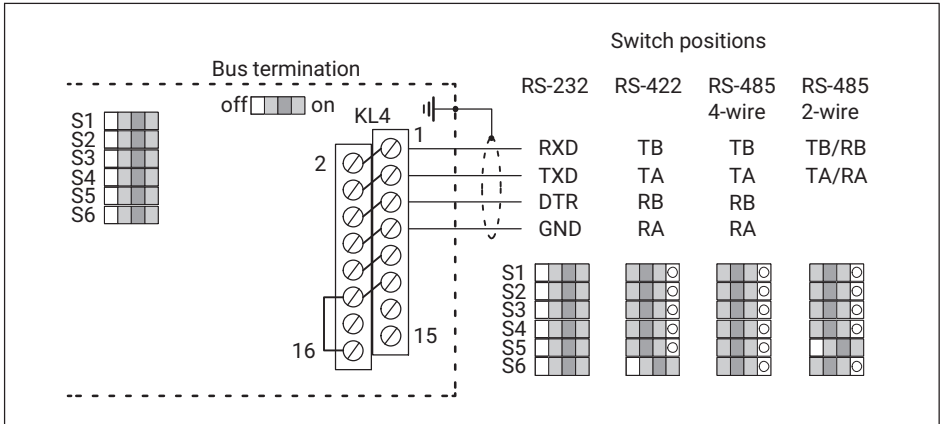 Switch positions
Bus termination
off on
RS-232 RS-422 RS-485 4-wire RS-485 2-wire
KL4
S1
S2
S3
S4
S5
S6
1
2
15
16
RXD TB TB TB/RB
TXD TA TA TA/RA
DTR RB RB
GND RA RA
S1
S2
S3
S4
S5
S6